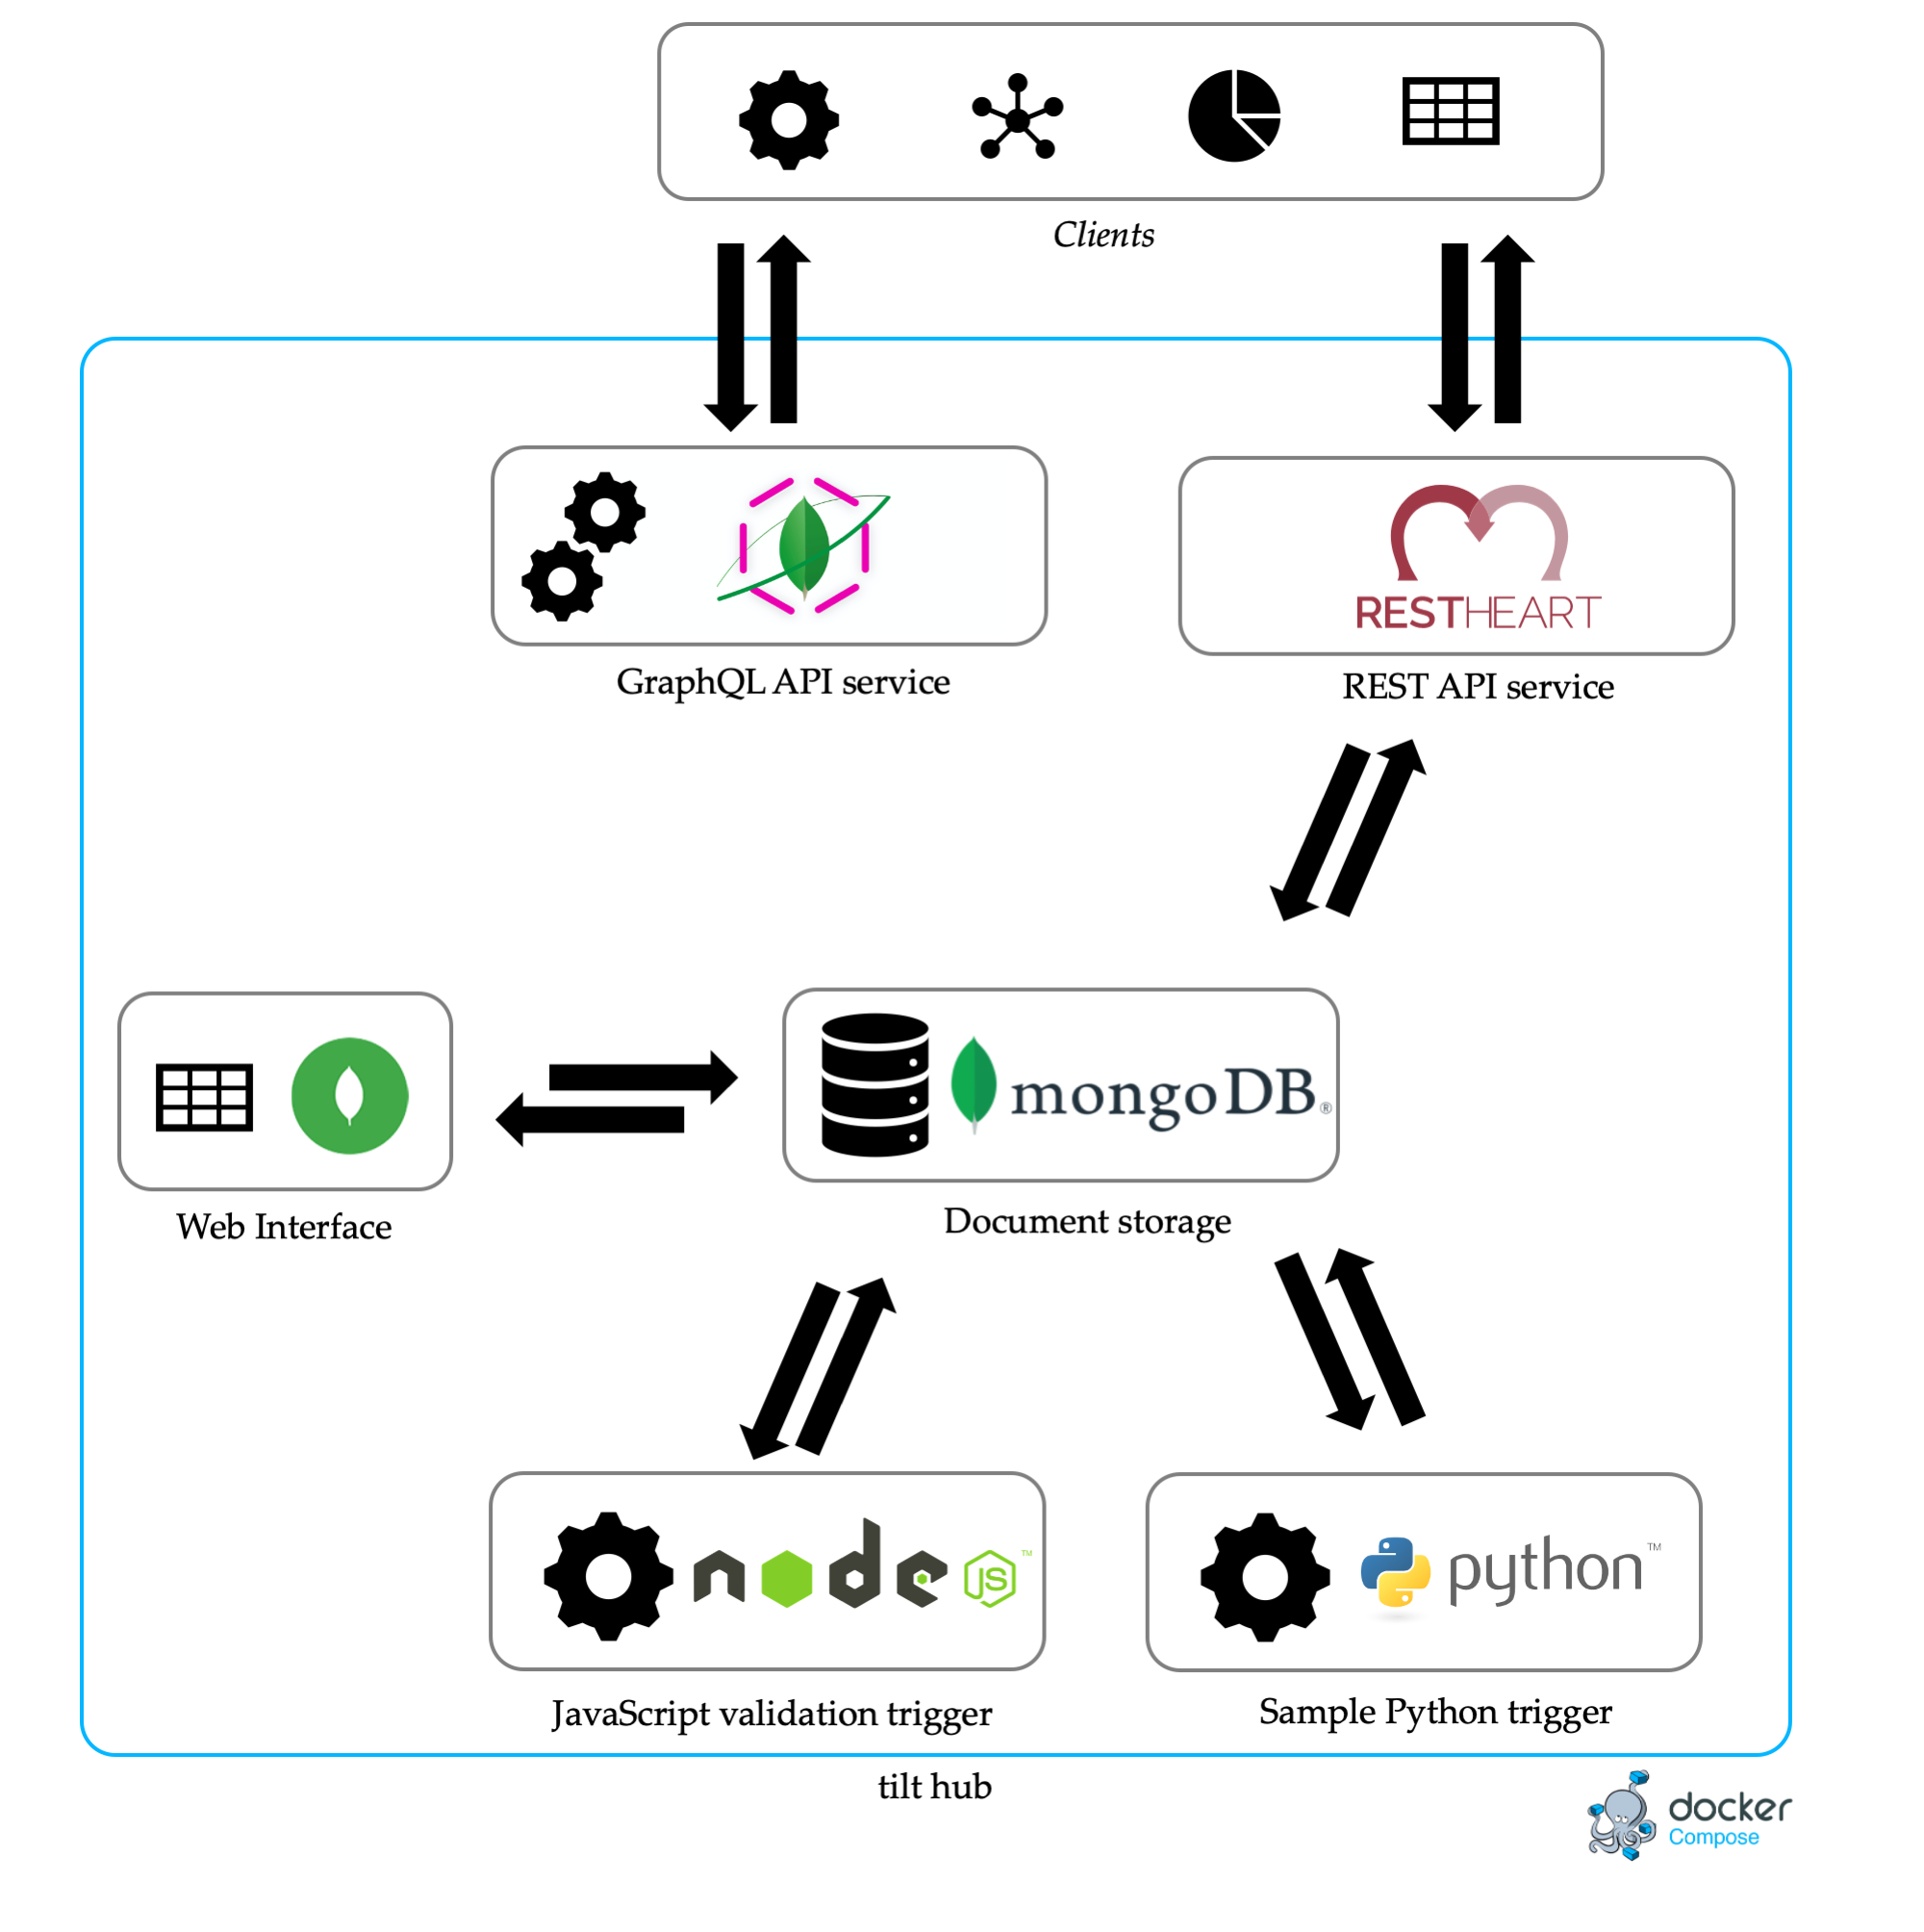 Clients
RESTHEART
GraphQL API service
REST API service
mongoDB®
Web Interface
Document storage
node JS™
python™
JavaScript validation trigger
Sample Python trigger
tilt hub
docker
Compose